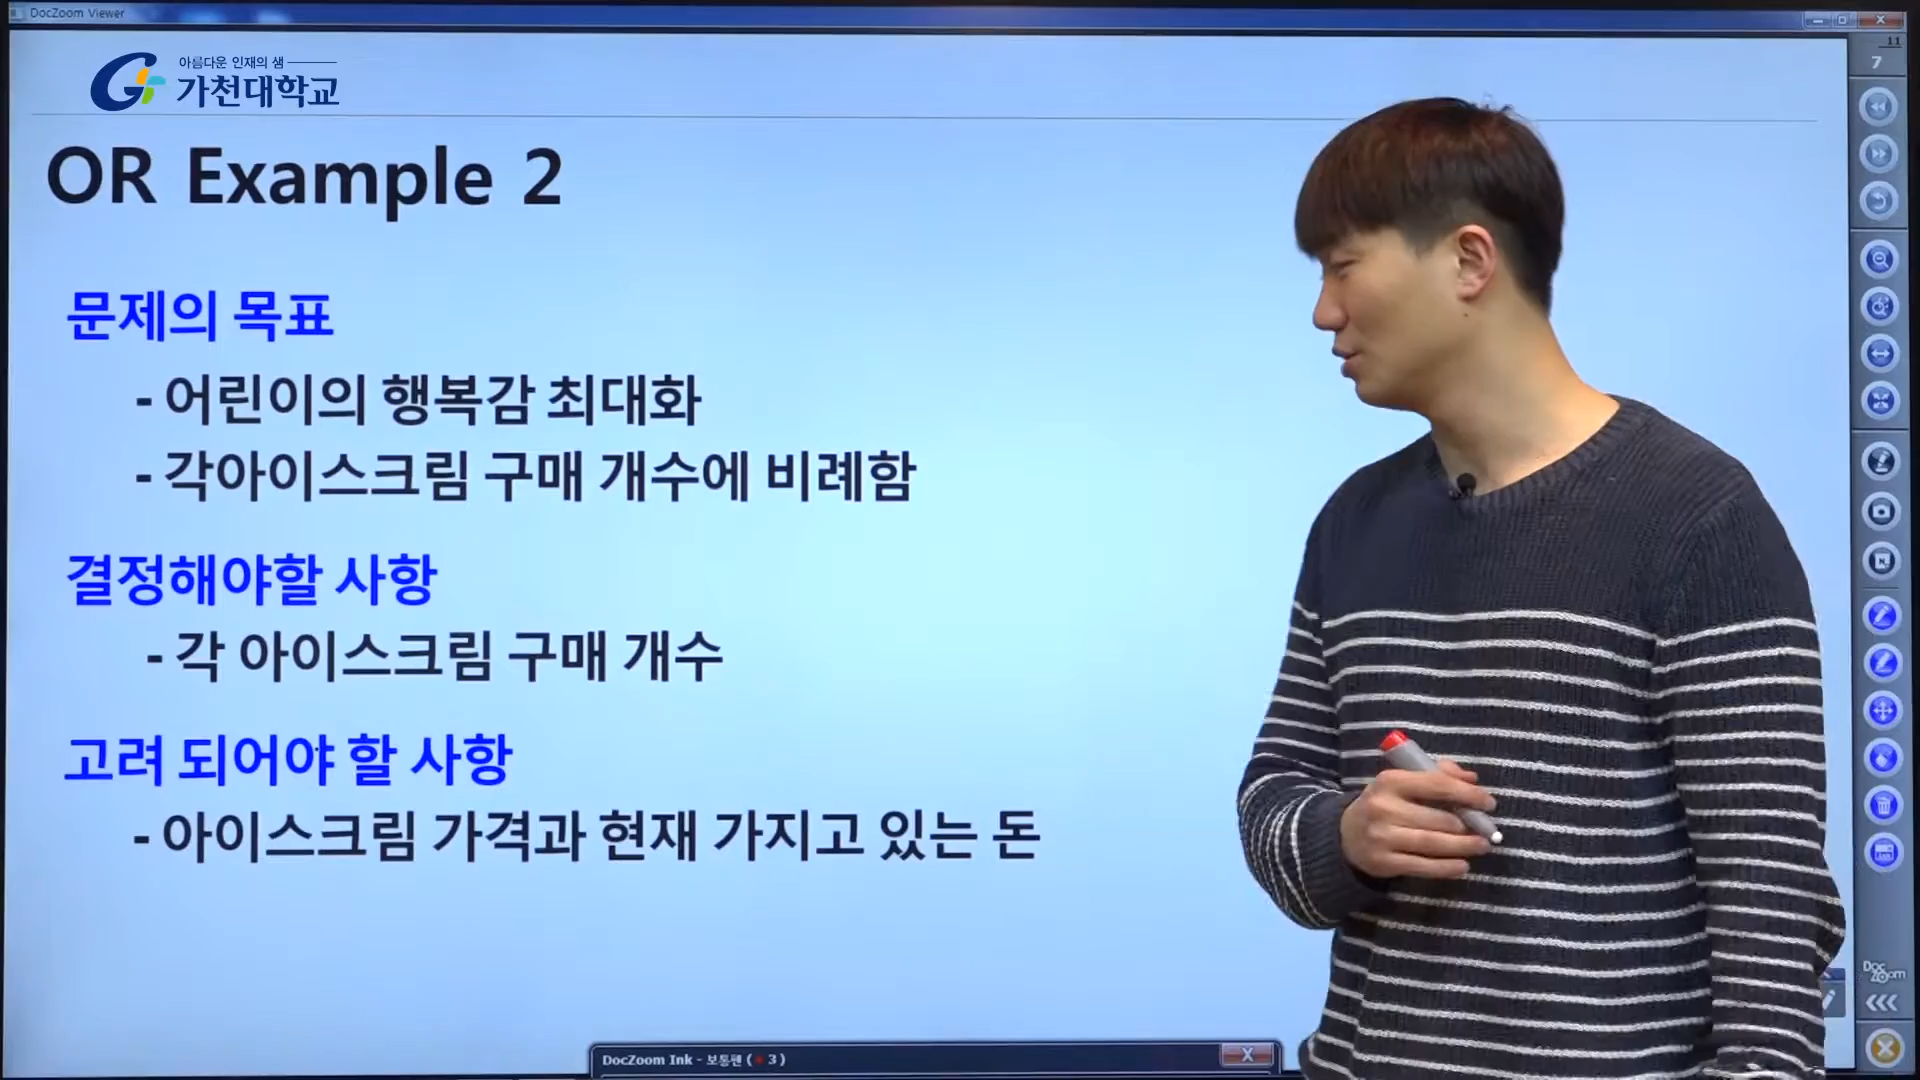 DocZoom Viewer
11
7
아름다운 인재의 샘
가천대학교
OR Example 2
문제의 목표
- 어린이의 행복감 최대화
- 각아이스크림 구매 개수에 비례함
결정해야할 사항
- 각 아이스크림 구매 개수
고려 되어야 할 사항
- 아이스크림 가격과 현재 가지고 있는 돈
DocZoom
DocZoom Ink - 보통펜 ( 3 )
X